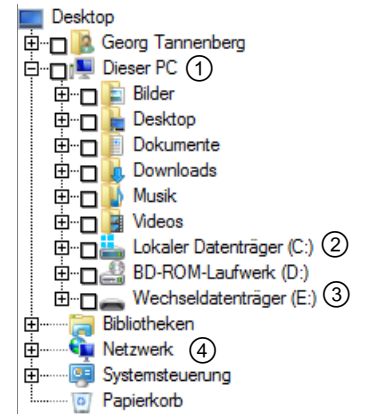 Desktop
Georg Tannenberg
Dieser PC ①
Bilder
Desktop
Dokumente
Downloads
Musik
Videos
Lokaler Datenträger (C:) ②
BD-ROM-Laufwerk (D:)
Wechseldatenträger (E:) ③
Bibliotheken
Netzwerk ④
Systemsteuerung
Papierkorb